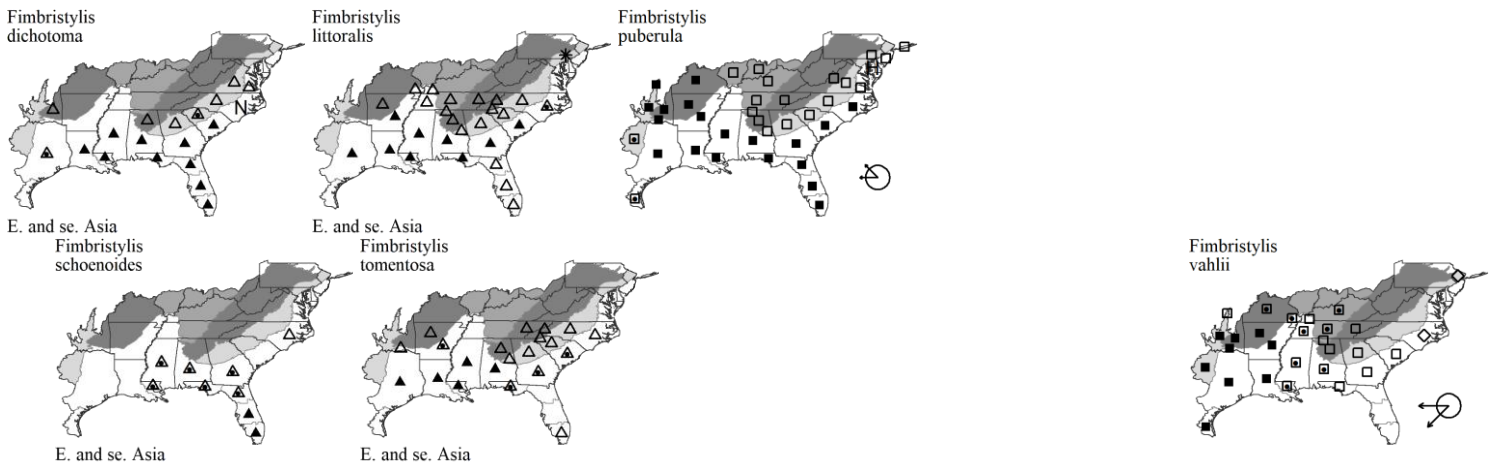 Fimbristylis
dichotoma
N
E. and se. Asia
Fimbristylis
littoralis
E. and se. Asia
Fimbristylis
puberula
Fimbristylis
schoenoides
E. and se. Asia
Fimbristylis
tomentosa
E. and se. Asia
Fimbristylis
vahlii